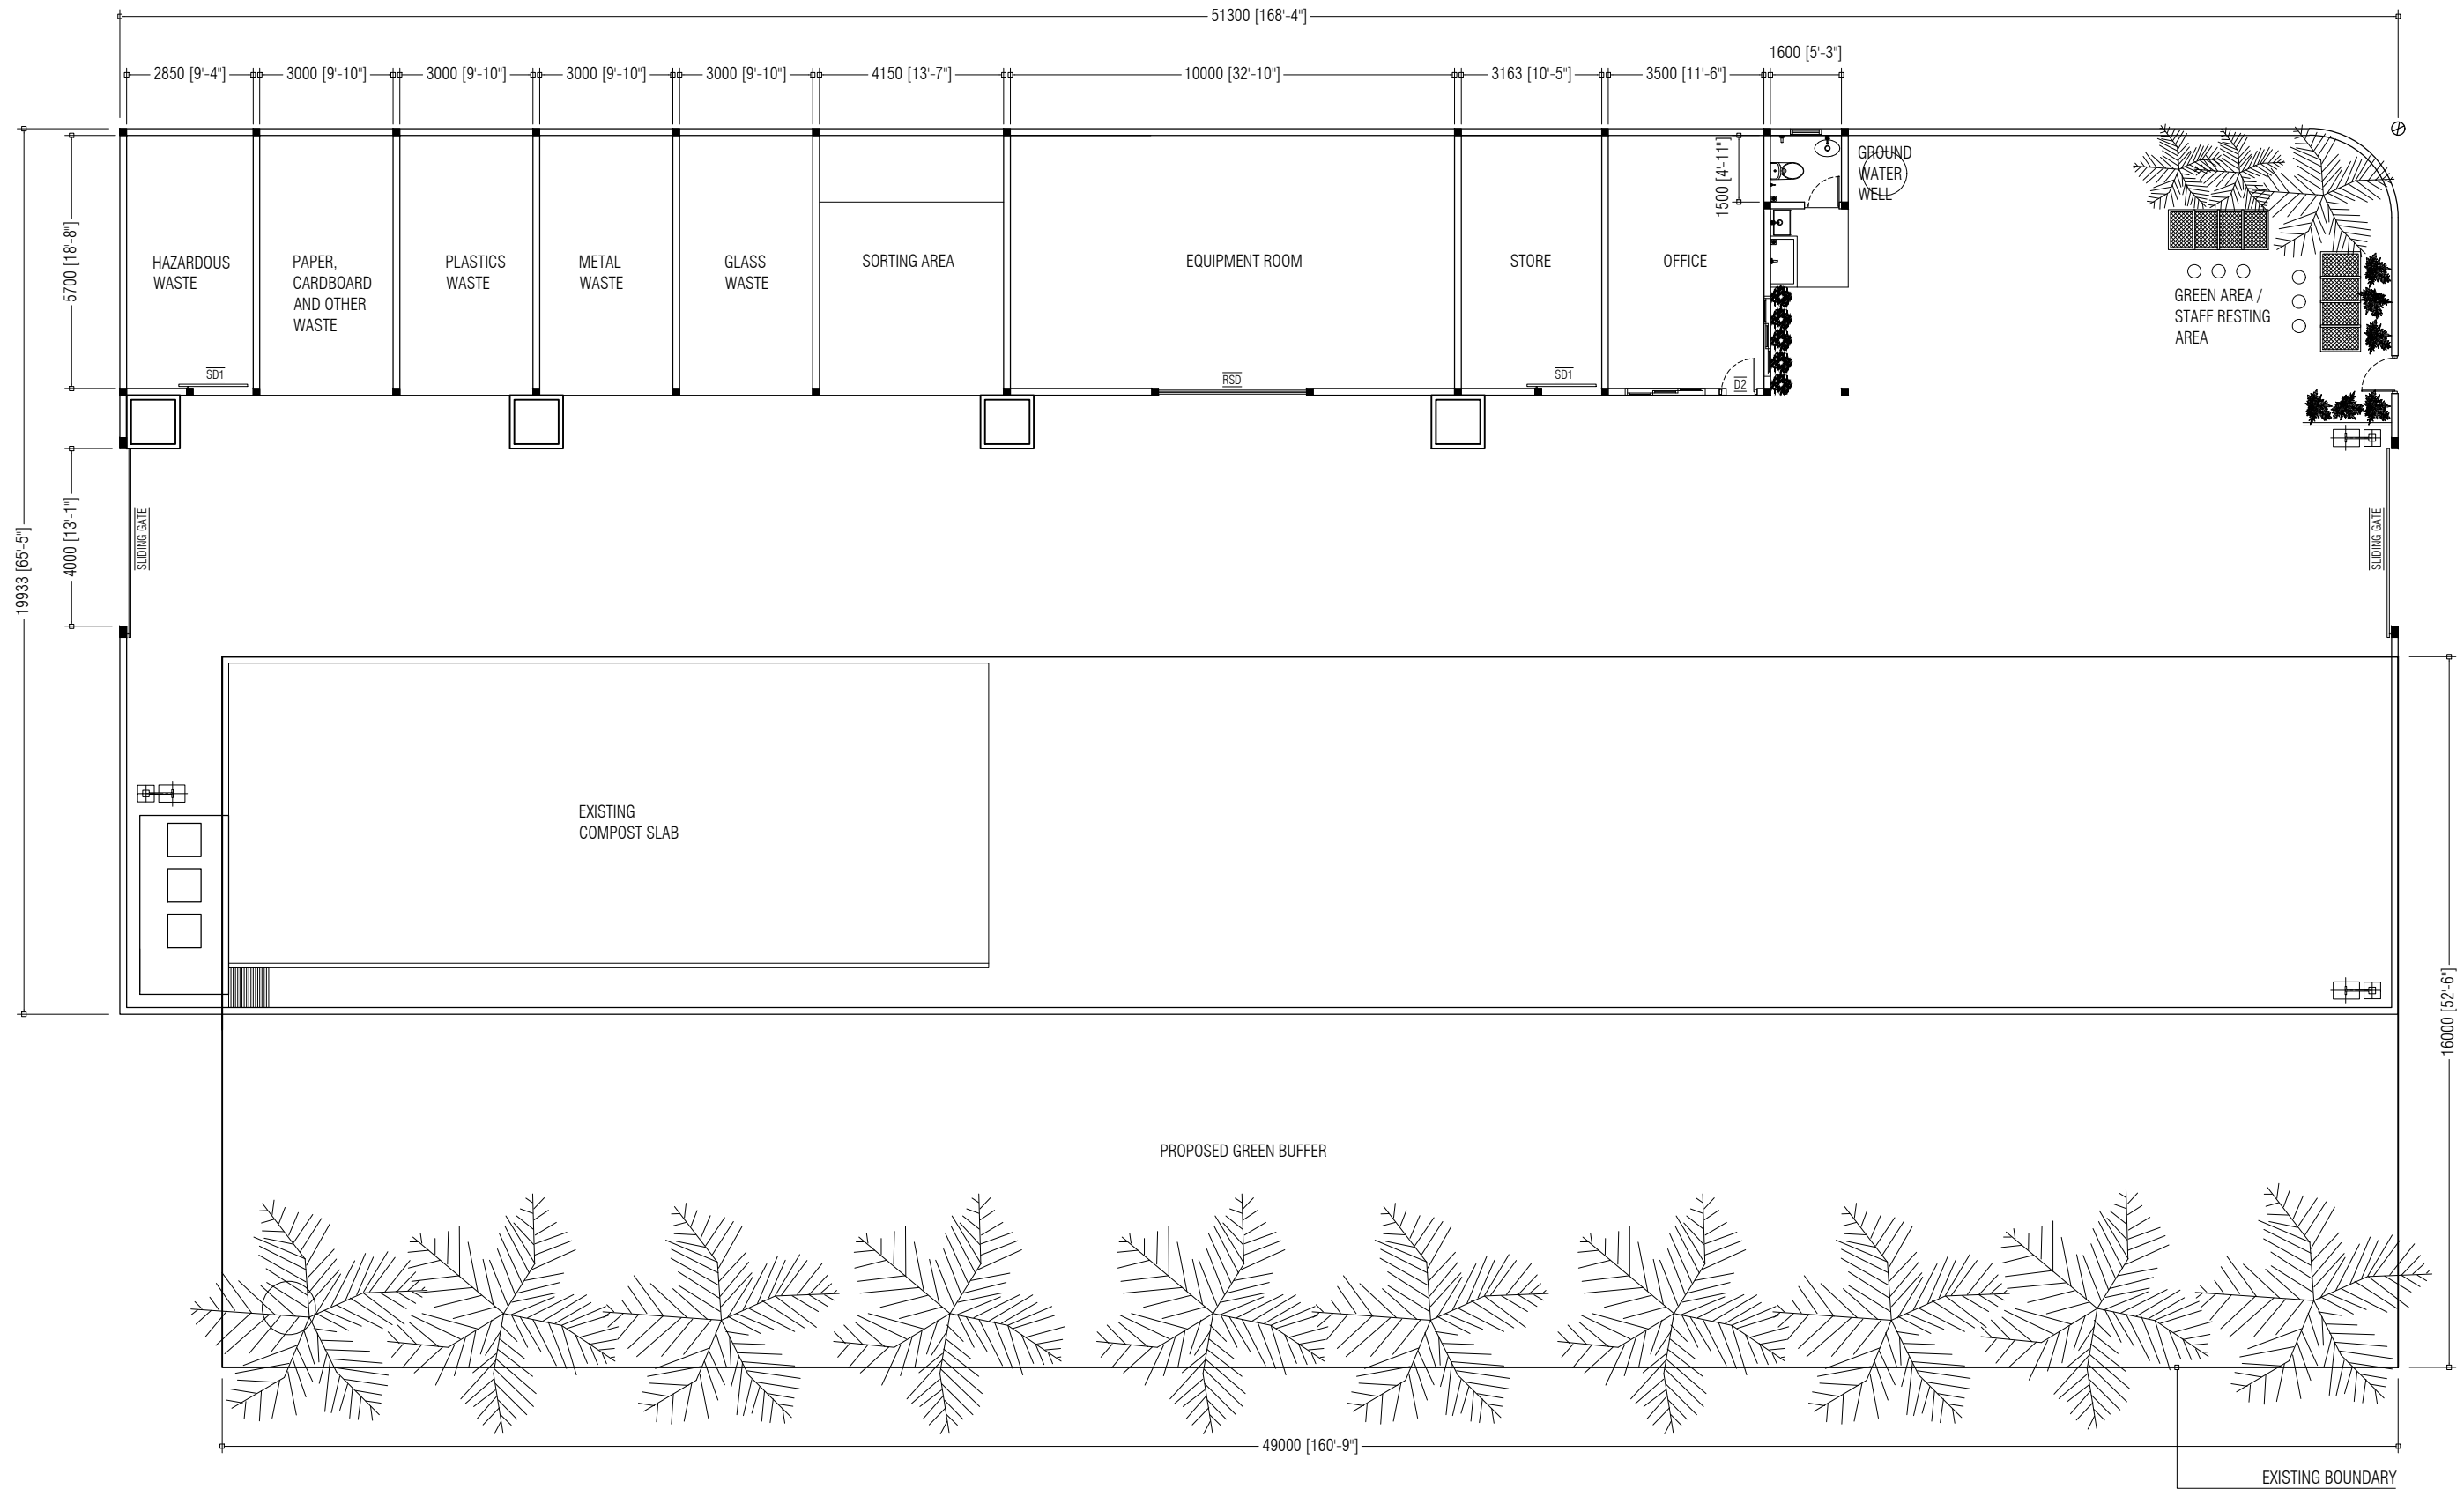 51300 [168'-4"]
1600 [5'-3"]
2850 [9'-4"]
3000 [9'-10"]
3000 [9'-10"]
3000 [9'-10"]
3000 [9'-10"]
4150 [13'-7"]
10000 [32'-10"]
3163 [10'-5"]
3500 [11'-6"]
1500 [4'-11"]
GROUND
WATER
WELL
5700 [18'-8"]
HAZARDOUS
WASTE
PAPER,
CARDBOARD
AND OTHER
WASTE
PLASTICS
WASTE
METAL
WASTE
GLASS
WASTE
SORTING AREA
EQUIPMENT ROOM
STORE
OFFICE
GREEN AREA /
STAFF RESTING
AREA
SD1
RSD
SD1
D2
19933 [65'-5"]
4000 [13'-1"]
SLIDING GATE
SLIDING GATE
EXISTING
COMPOST SLAB
16000 [52'-6"]
PROPOSED GREEN BUFFER
49000 [160'-9"]
EXISTING BOUNDARY